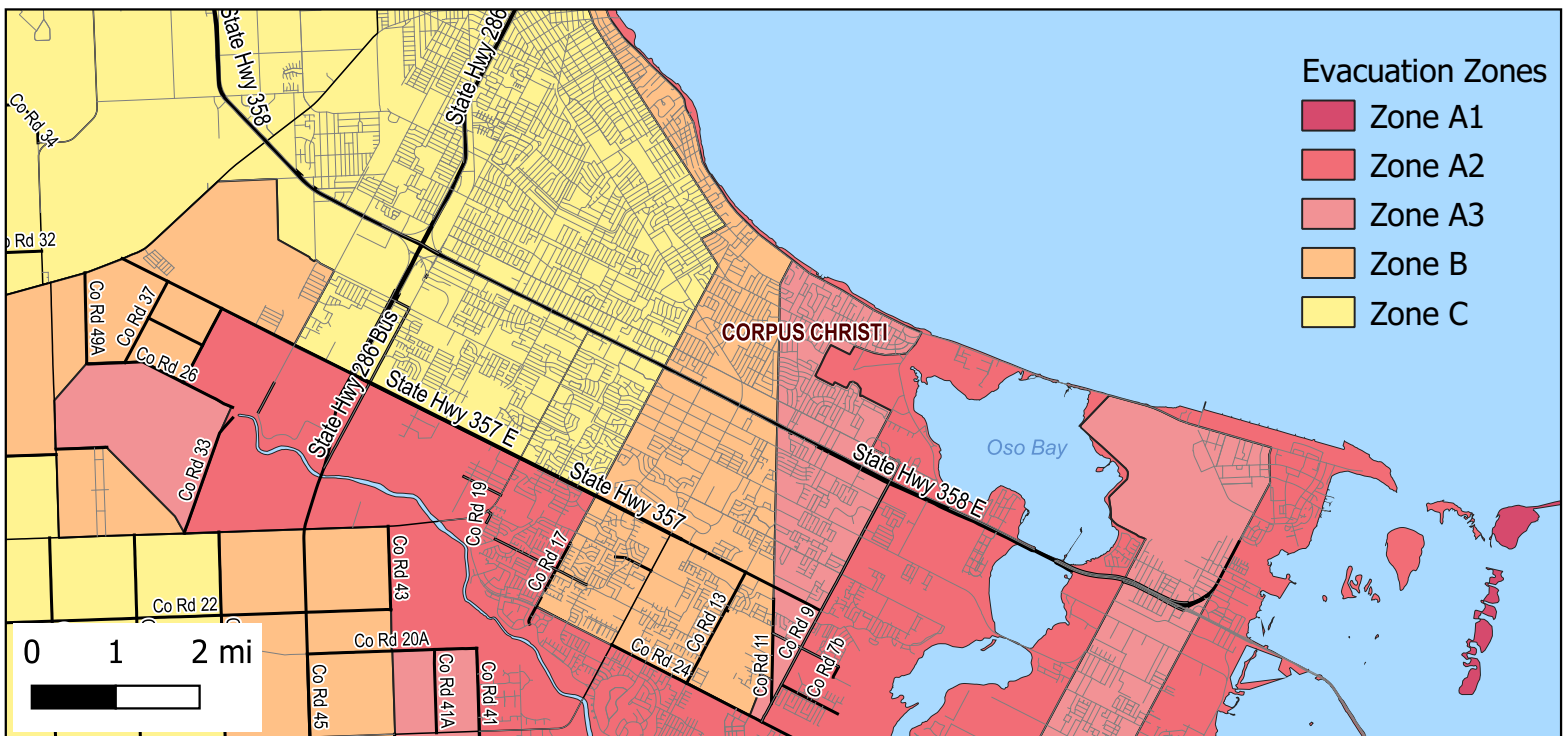 State Hwy 286
State Hwy 358
Co Rd 34
Evacuation Zones
Zone A1
Zone A2
Zone A3
Zone B
Zone C
Rd 32
Co Rd 49A
Co Rd 37
Co Rd 26
State Hwy 286 Bus
CORPUS CHRISTI
State Hwy 357 E
Oso Bay
State Hwy 358 E
Co Rd 33
State Hwy 357
Co Rd 19
Co Rd 17
Co Rd 43
Co Rd 22
Co Rd 13
Co Rd 9
Co Rd 11
Co Rd 7b
Co Rd 24
Co Rd 20A
Co Rd 45
Co Rd 41A
Co Rd 41
0 1 2 mi